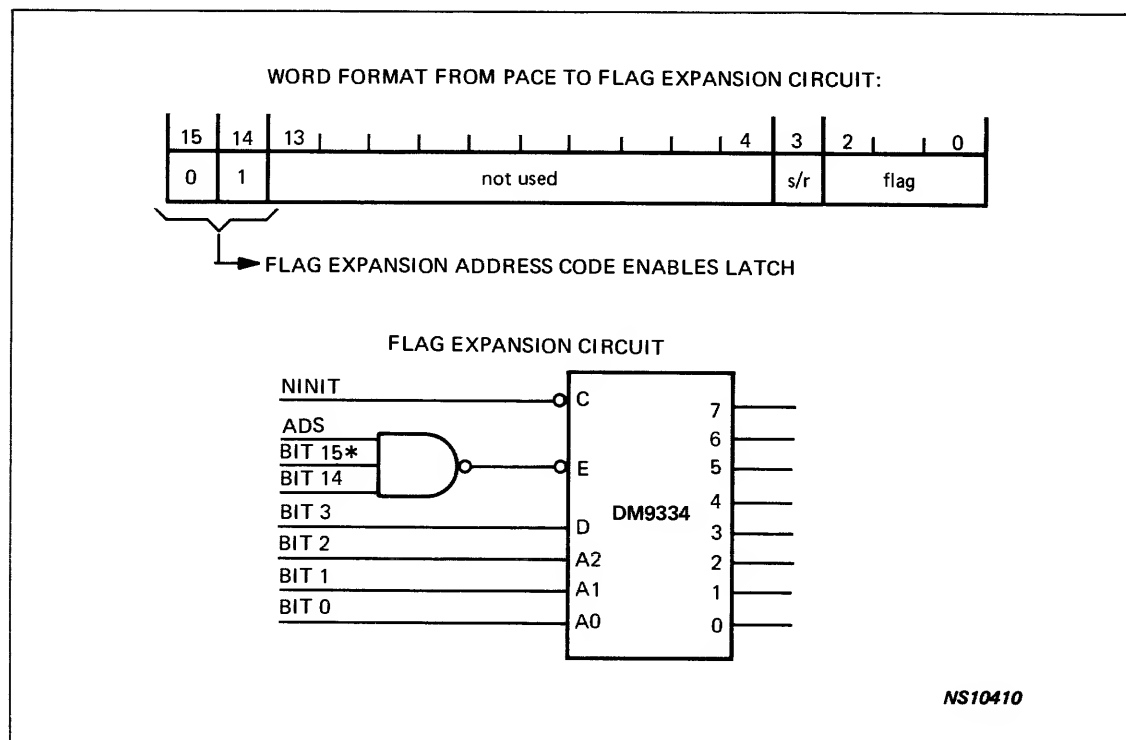 WORD FORMAT FROM PACE TO FLAG EXPANSION CIRCUIT:
15 14 13 4 3 2 0
0 1 not used s/r flag
FLAG EXPANSION ADDRESS CODE ENABLES LATCH
FLAG EXPANSION CIRCUIT
NINIT C 7
ADS 6
BIT 15* 5
BIT 14 E
4
BIT 3 D DM9334 3
BIT 2 A2 2
BIT 1 A1 1
BIT 0 A0 0
NS10410